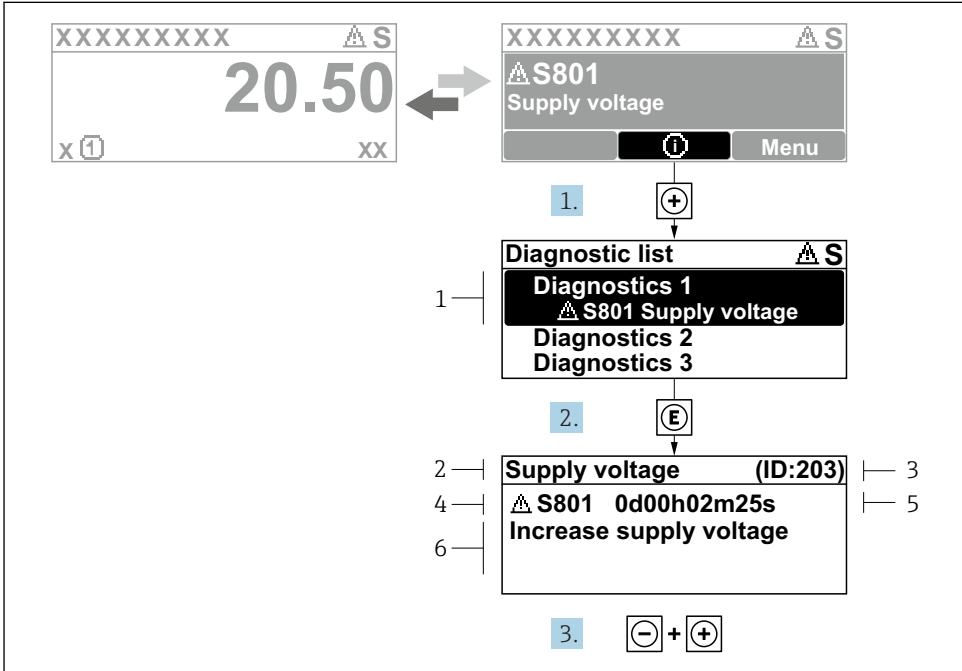 XXXXXXXXX ⚠ S
20.50
x ① XX
XXXXXXXXX ⚠ S
⚠ S801
Supply voltage
ⓘ Menu
1. +
Diagnostic list ⚠ S
1 Diagnostics 1
⚠ S801 Supply voltage
Diagnostics 2
Diagnostics 3
2. E
2 Supply voltage (ID:203) 3
4 ⚠ S801 0d00h02m25s 5
6 Increase supply voltage
3. - + +